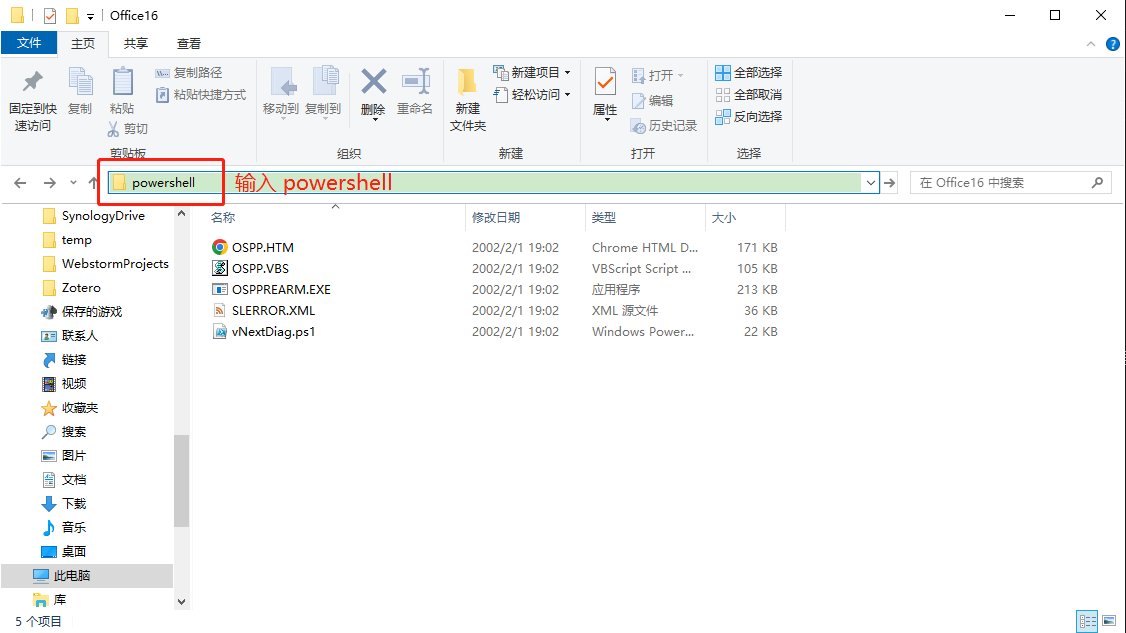 Office16
文件 主页 共享 查看
固定到快速访问 复制 粘贴 复制路径 粘贴快捷方式 剪切
移动到 复制到 删除 重命名
新建文件夹 新建项目 轻松访问
属性 打开 编辑 历史记录
全部选择 全部取消 反向选择
剪贴板 组织 新建 打开 选择
powershell 输入 powershell 在 Office16 中搜索
SynologyDrive
temp
WebstormProjects
Zotero
保存的游戏
联系人
链接
视频
收藏夹
搜索
图片
文档
下载
音乐
桌面
此电脑
库
名称 修改日期 类型 大小
OSPP.HTM 2002/2/1 19:02 Chrome HTML D... 171 KB
OSPP.VBS 2002/2/1 19:02 VBScript Script ... 105 KB
OSPPREARM.EXE 2002/2/1 19:02 应用程序 213 KB
SLERROR.XML 2002/2/1 19:02 XML 源文件 36 KB
vNextDiag.ps1 2002/2/1 19:02 Windows Power... 22 KB
5 个项目